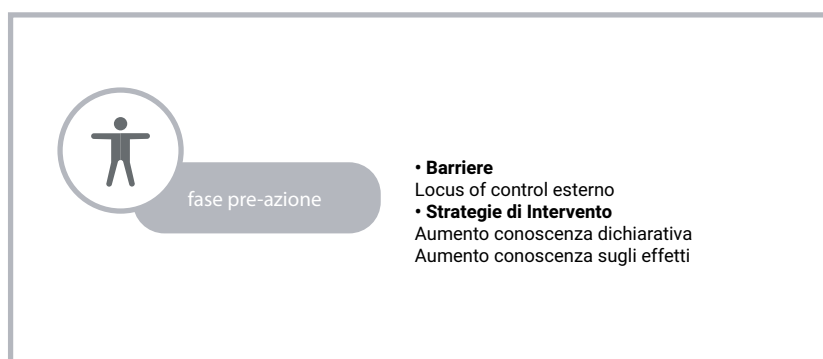 fase pre-azione
• Barriere
Locus of control esterno
• Strategie di Intervento
Aumento conoscenza dichiarativa
Aumento conoscenza sugli effetti